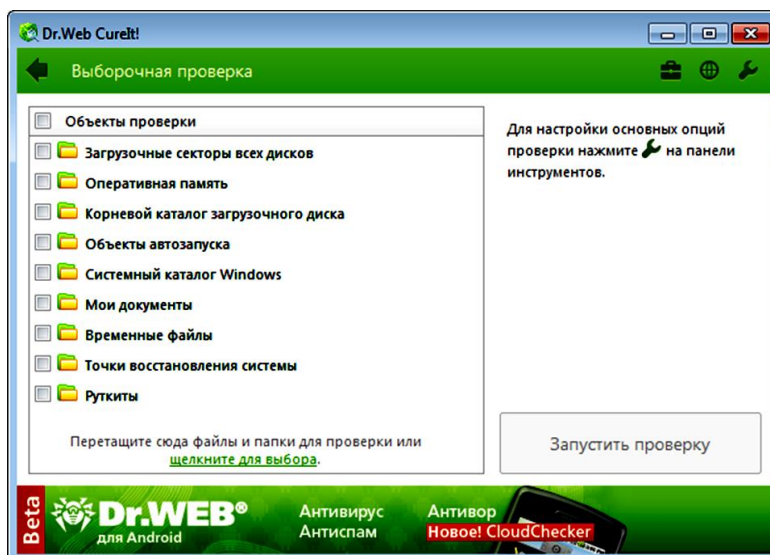 Dr.Web CureIt!
Выборочная проверка
Объекты проверки
Загрузочные секторы всех дисков
Оперативная память
Корневой каталог загрузочного диска
Объекты автозапуска
Системный каталог Windows
Мои документы
Временные файлы
Точки восстановления системы
Руткиты
Перетащите сюда файлы и папки для проверки или
щелкните для выбора.
Для настройки основных опций
проверки нажмите на панели
инструментов.
Запустить проверку
Beta
Dr.WEB®
для Android
Антивирус
Антиспам
Антивор
Новое! CloudChecker